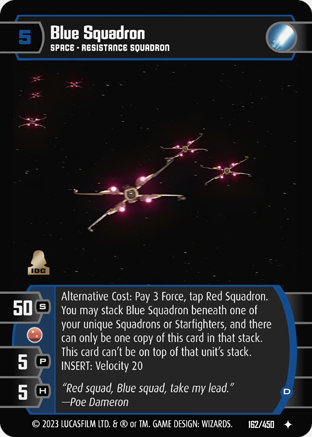 5 Blue Squadron
SPACE - RESISTANCE SQUADRON
IDC
50 S
5 P
5 H
Alternative Cost: Pay 3 Force, tap Red Squadron.
You may stack Blue Squadron beneath one of
your unique Squadrons or Starfighters, and there
can only be one copy of this card in that stack.
This card can't be on top of that unit's stack.
INSERT: Velocity 20
“Red squad, Blue squad, take my lead.”
—Poe Dameron
D
© 2023 LUCASFILM LTD. & ® or TM. GAME DESIGN: WIZARDS. 162/450